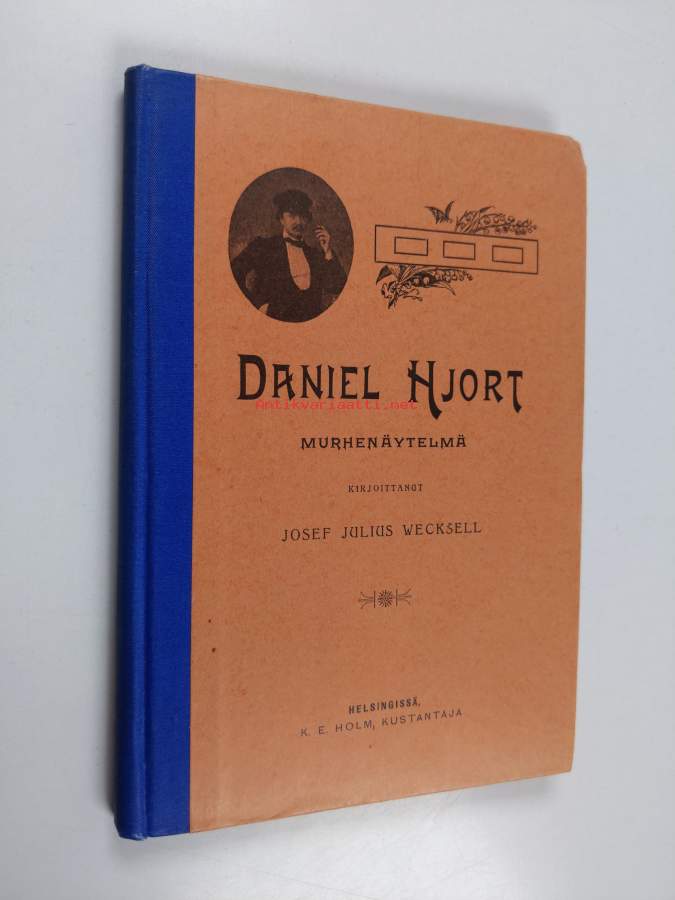 DANIEL HJORT
Antikvariaatti.net
MURHENÄYTELMÄ
KIRJOITTANUT
JOSEF JULIUS WECKSELL
HELSINGISSÄ,
K. E. HOLM, KUSTANTAJA